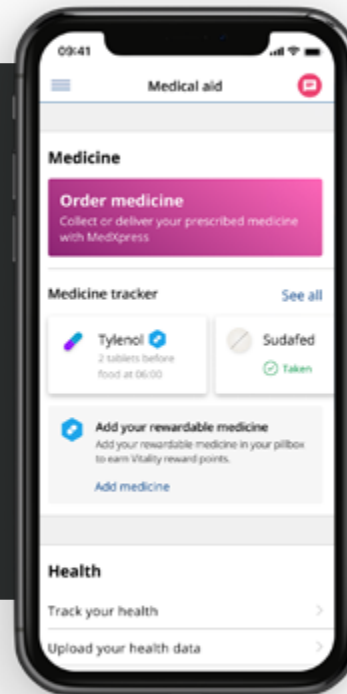 09:41
Medical aid
Medicine
Order medicine
Collect or deliver your prescribed medicine
with MedXpress
Medicine tracker See all
Tylenol
2 tablets before
food at 06:00
Sudafed
Taken
Add your rewardable medicine
Add your rewardable medicine in your pillbox
to earn Vitality reward points.
Add medicine
Health
Track your health
Upload your health data